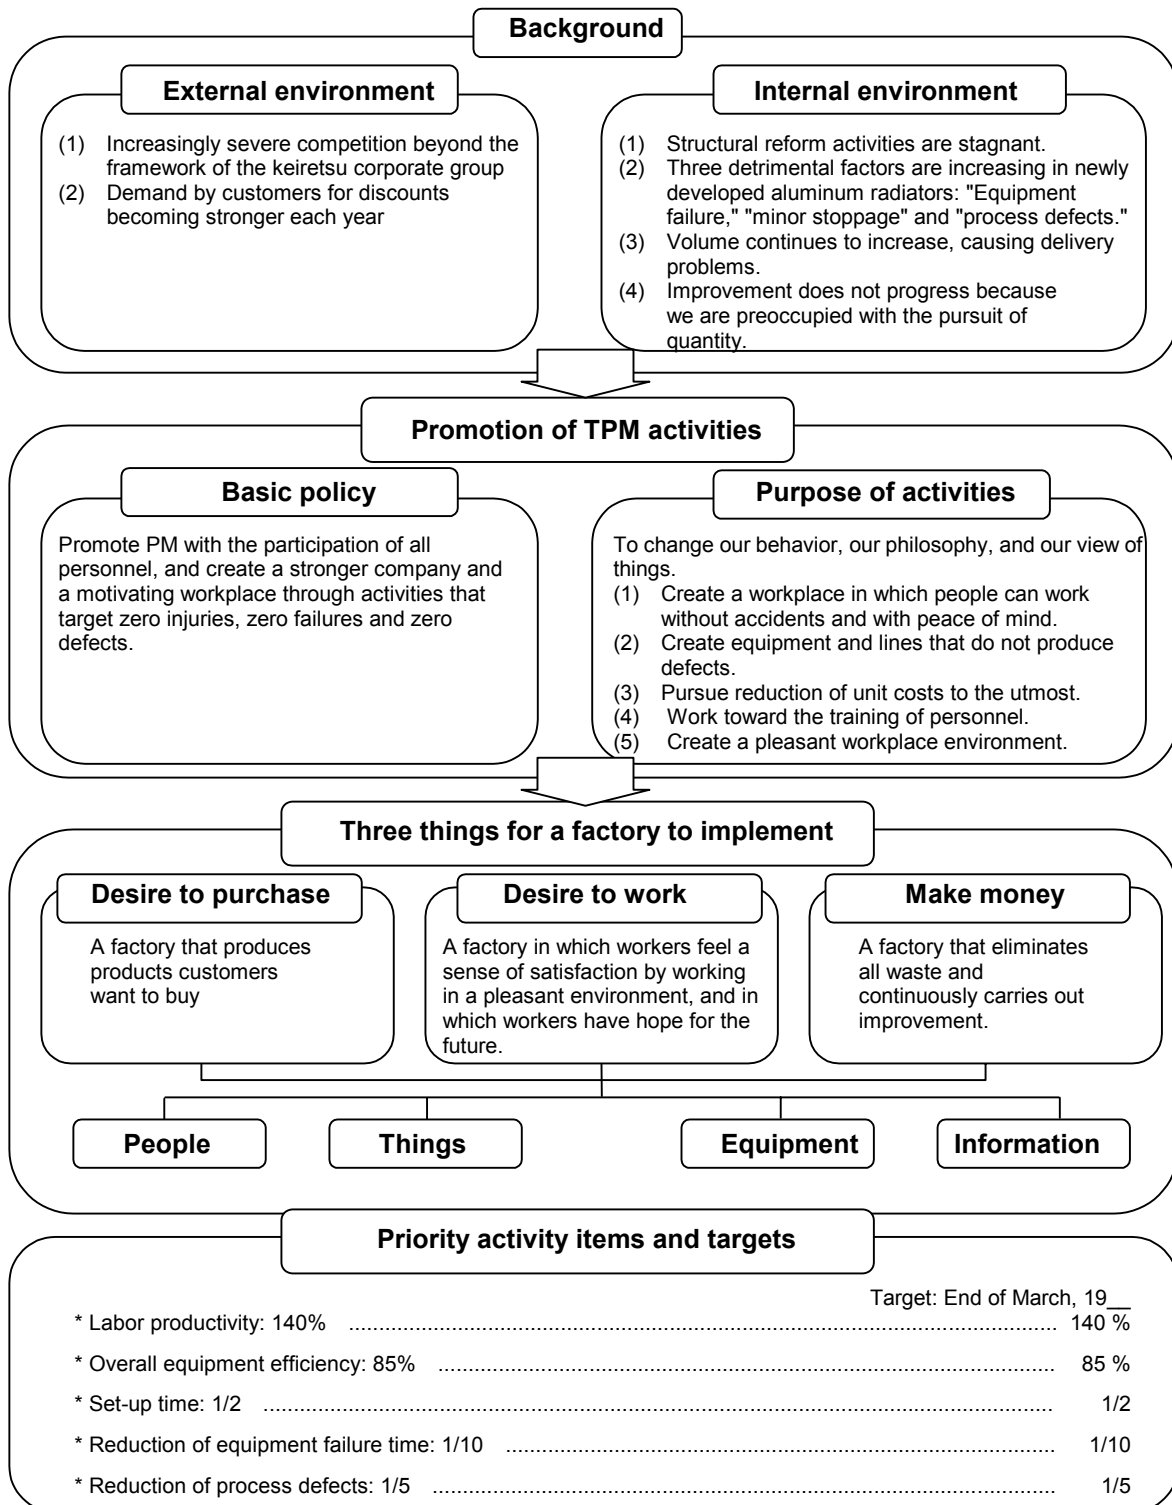 Background
External environment
(1) Increasingly severe competition beyond the
framework of the keiretsu corporate group
(2) Demand by customers for discounts
becoming stronger each year
Internal environment
(1) Structural reform activities are stagnant.
(2) Three detrimental factors are increasing in newly
developed aluminum radiators: "Equipment
failure," "minor stoppage" and "process defects."
(3) Volume continues to increase, causing delivery
problems.
(4) Improvement does not progress because
we are preoccupied with the pursuit of
quantity.
Promotion of TPM activities
Basic policy
Promote PM with the participation of all
personnel, and create a stronger company and
a motivating workplace through activities that
target zero injuries, zero failures and zero
defects.
Purpose of activities
To change our behavior, our philosophy, and our view of
things.
(1) Create a workplace in which people can work
without accidents and with peace of mind.
(2) Create equipment and lines that do not produce
defects.
(3) Pursue reduction of unit costs to the utmost.
(4) Work toward the training of personnel.
(5) Create a pleasant workplace environment.
Three things for a factory to implement
Desire to purchase
A factory that produces
products customers
want to buy
Desire to work
A factory in which workers feel a
sense of satisfaction by working
in a pleasant environment, and in
which workers have hope for the
future.
Make money
A factory that eliminates
all waste and
continuously carries out
improvement.
People
Things
Equipment
Information
Priority activity items and targets
Target: End of March, 19__
* Labor productivity: 140% ........ 140 %
* Overall equipment efficiency: 85% ........ 85 %
* Set-up time: 1/2 ........ 1/2
* Reduction of equipment failure time: 1/10 ........ 1/10
* Reduction of process defects: 1/5 ........ 1/5